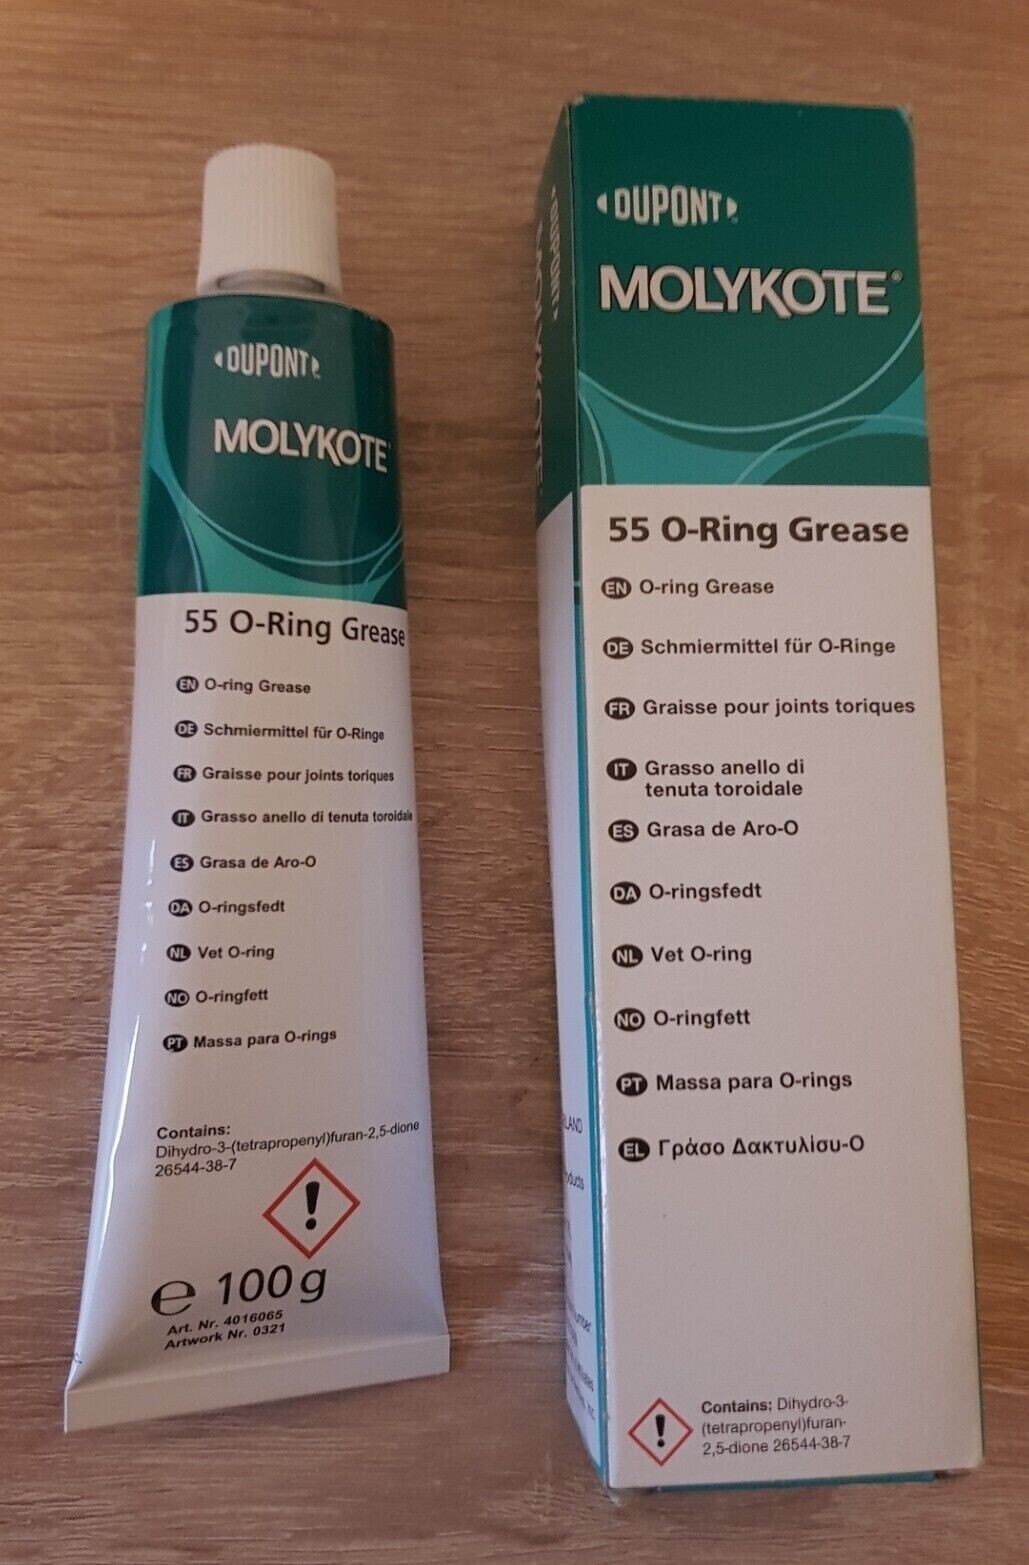 DUPONT
MOLYKOTE
55 O-Ring Grease
EN O-ring Grease
DE Schmiermittel für O-Ringe
FR Graisse pour joints toriques
IT Grasso anello di tenuta toroidale
ES Grasa de Aro-O
DA O-ringsfedt
NL Vet O-ring
NO O-ringfett
PT Massa para O-rings
Contains:
Dihydro-3-(tetrapropenyl)furan-2,5-dione
26544-38-7
e 100g
Art. Nr. 4016065
Artwork Nr. 0321
DUPONT
MOLYKOTE
DUPONT
MOLYKOTE®
55 O-Ring Grease
EN O-ring Grease
DE Schmiermittel für O-Ringe
FR Graisse pour joints toriques
IT Grasso anello di
tenuta toroidale
ES Grasa de Aro-O
DA O-ringsfedt
NL Vet O-ring
NO O-ringfett
PT Massa para O-rings
EL Γράσο Δακτυλίσυ-Ο
Contains: Dihydro-3-
(tetrapropenyl)furan-
2,5-dione 26544-38-7